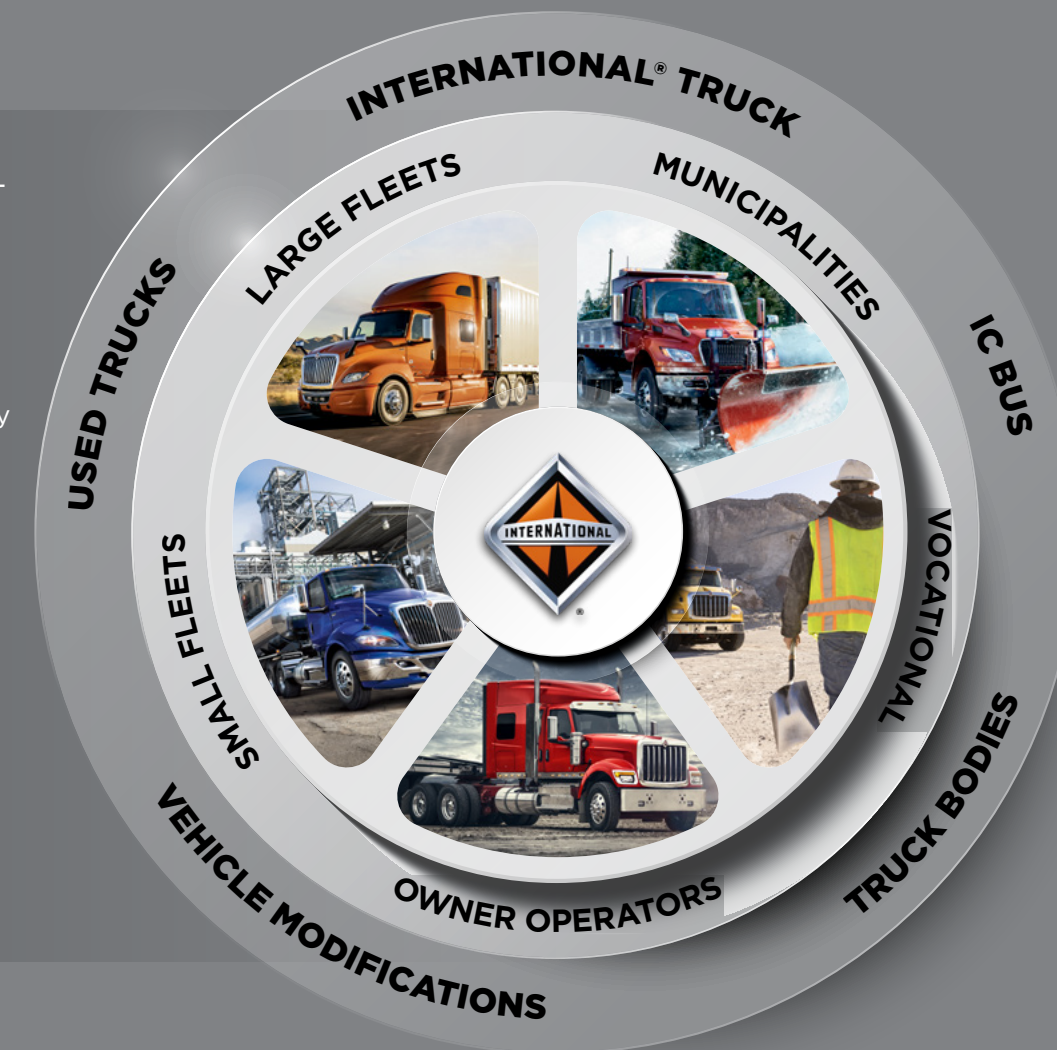 INTERNATIONAL® TRUCK
IC BUS
TRUCK BODIES
VEHICLE MODIFICATIONS
USED TRUCKS
LARGE FLEETS
MUNICIPALITIES
VOCATIONAL
OWNER OPERATORS
SMALL FLEETS
INTERNATIONAL
®
y